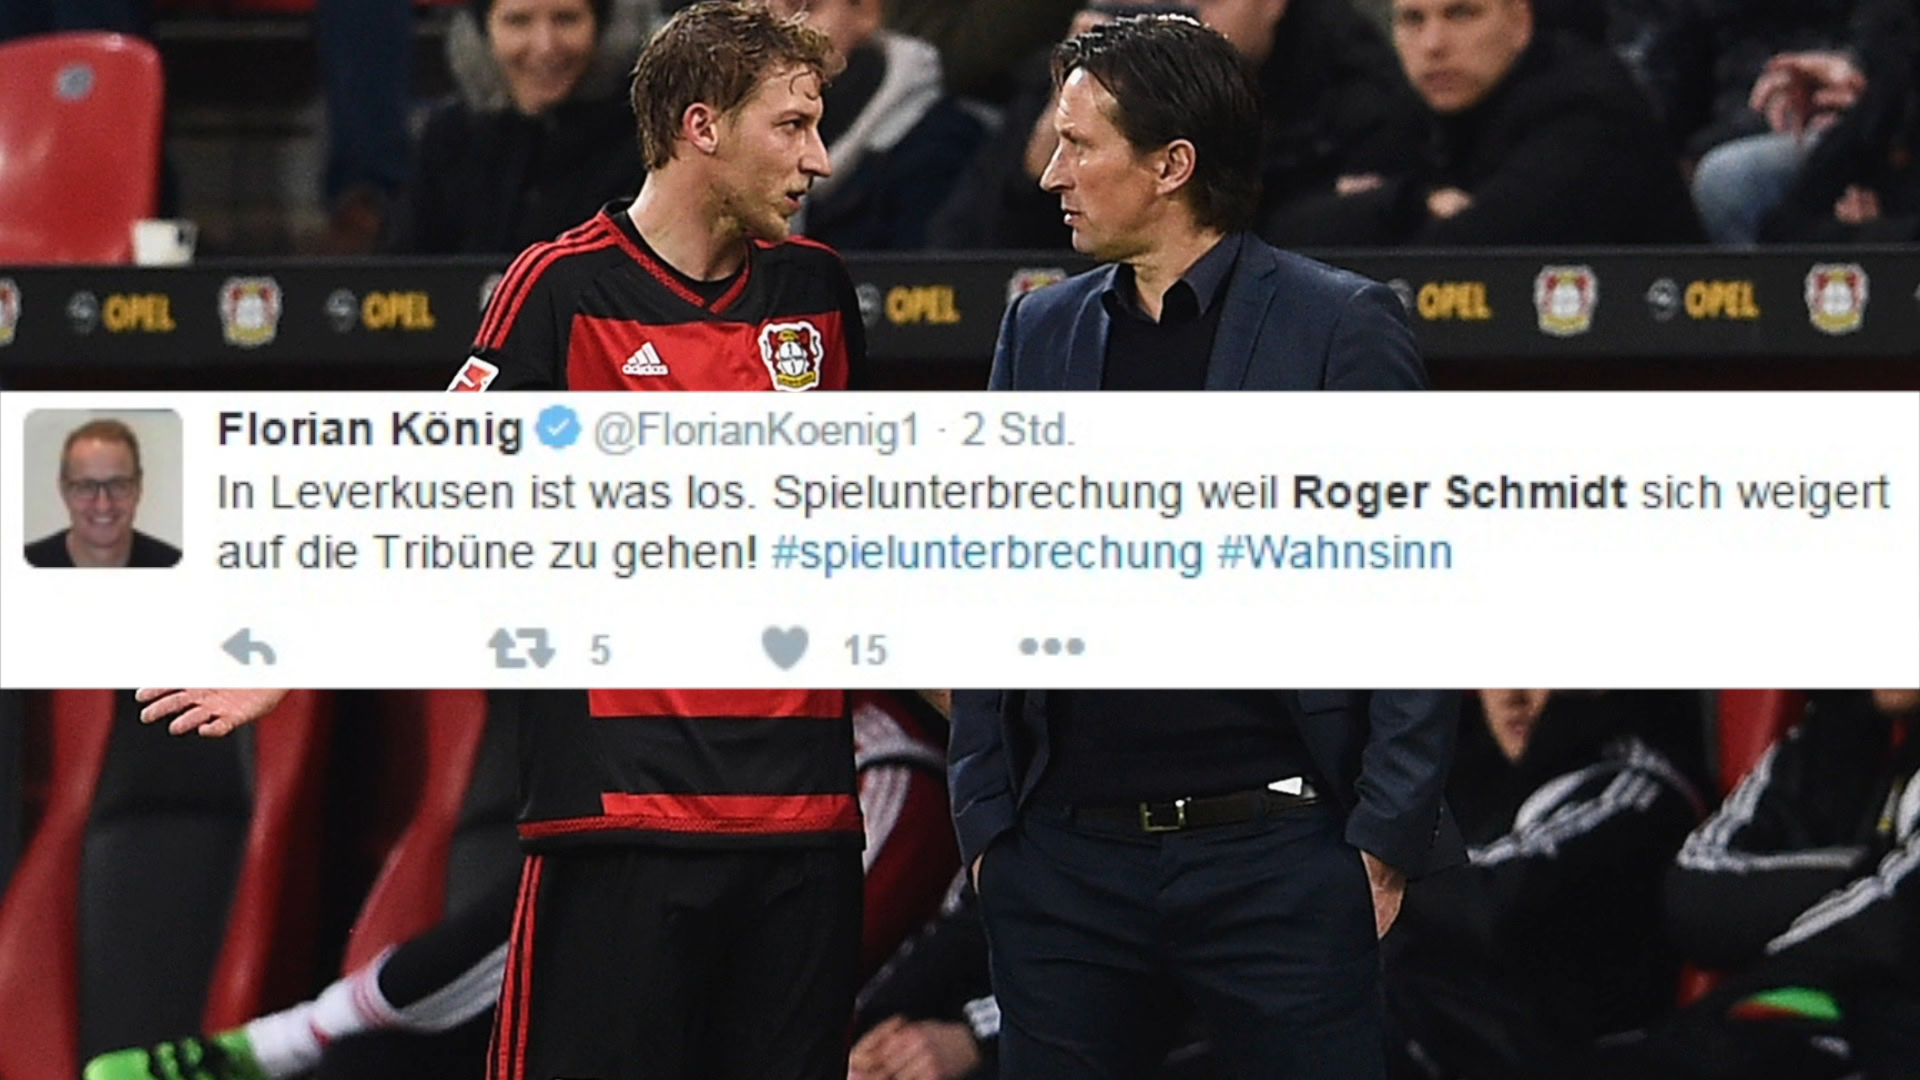 OPEL OPEL OPEL OPEL OPEL
adidas
Florian König @FlorianKoenig1 · 2 Std.
In Leverkusen ist was los. Spielunterbrechung weil Roger Schmidt sich weigert
auf die Tribüne zu gehen! #spielunterbrechung #Wahnsinn
5 15